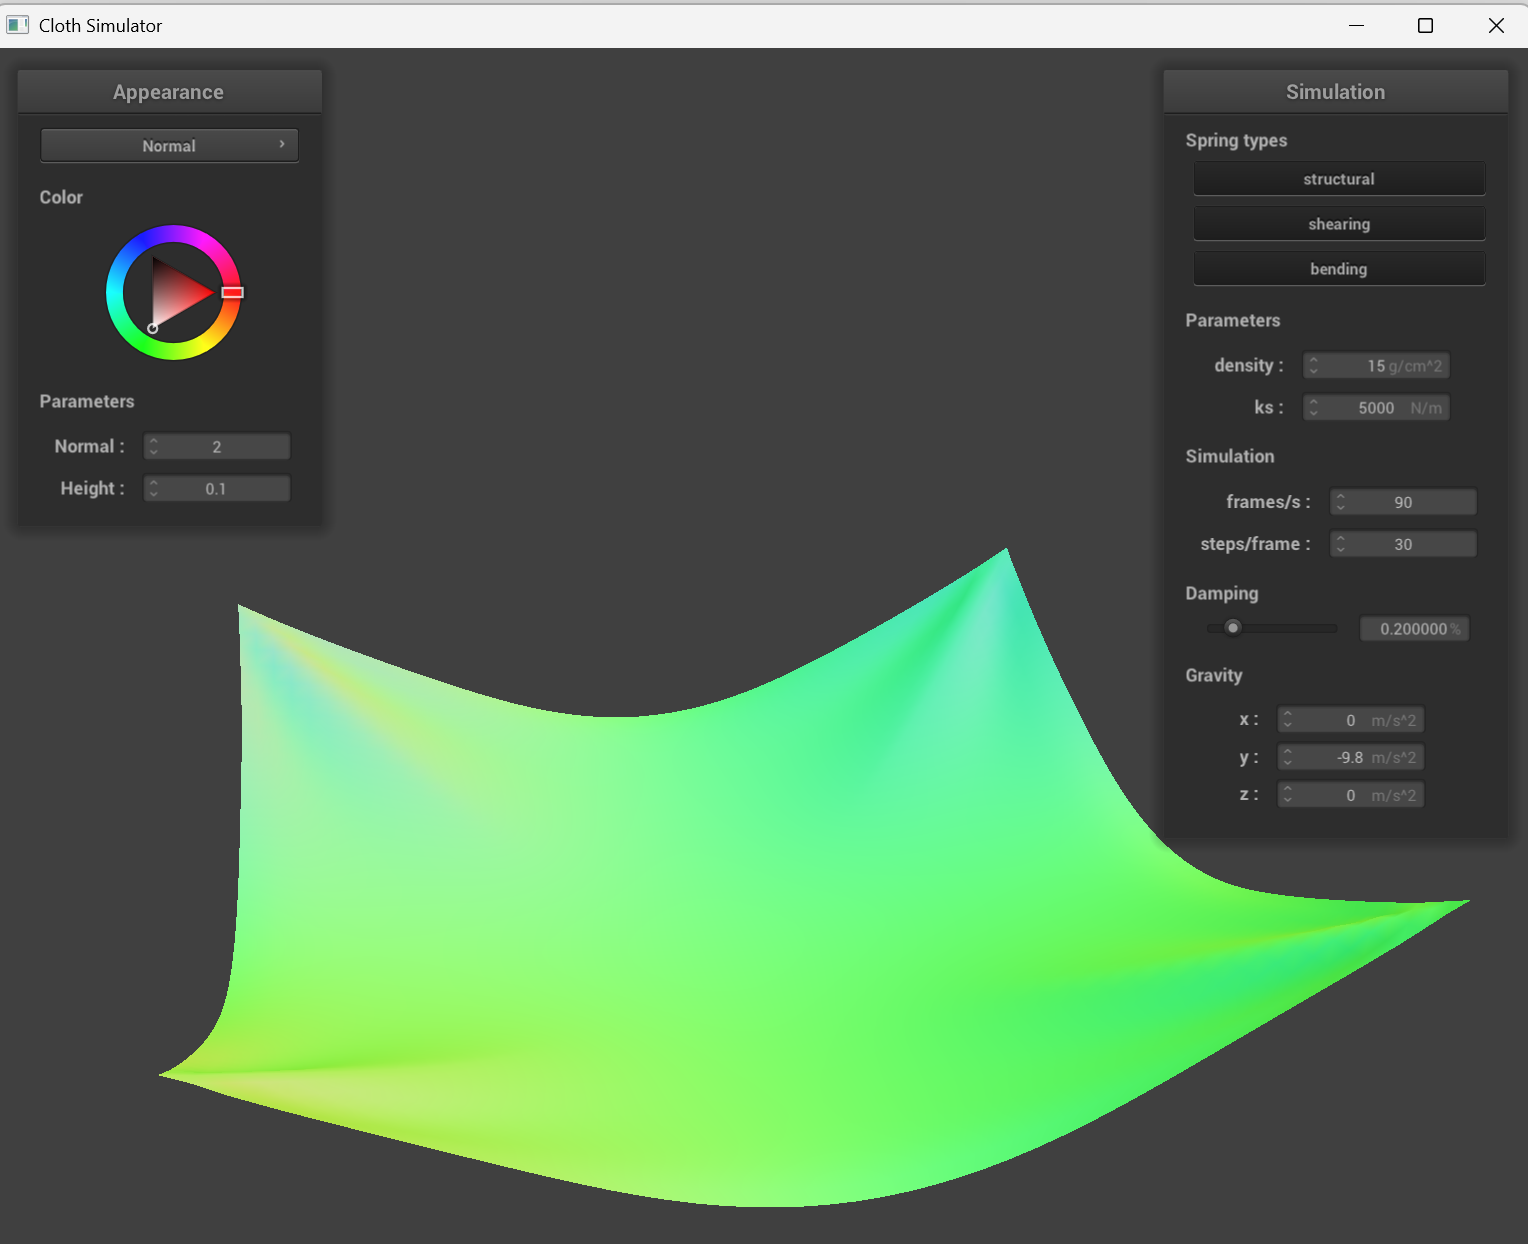 Cloth Simulator
Appearance
Normal
Color
Parameters
Normal : 2
Height : 0.1
Simulation
Spring types
structural
shearing
bending
Parameters
density : 15 g/cm^2
ks : 5000 N/m
Simulation
frames/s : 90
steps/frame : 30
Damping
0.200000 %
Gravity
x : 0 m/s^2
y : -9.8 m/s^2
z : 0 m/s^2